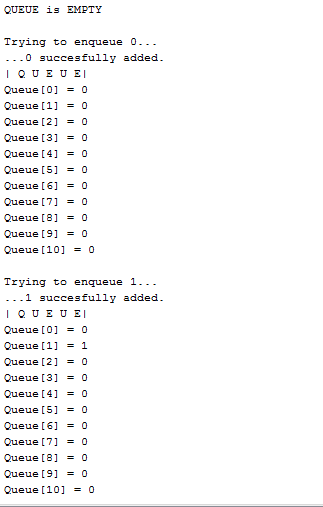 QUEUE is EMPTY
Trying to enqueue 0...
...0 succesfully added.
| Q U E U E|
Queue[0] = 0
Queue[1] = 0
Queue[2] = 0
Queue[3] = 0
Queue[4] = 0
Queue[5] = 0
Queue[6] = 0
Queue[7] = 0
Queue[8] = 0
Queue[9] = 0
Queue[10] = 0
Trying to enqueue 1...
...1 succesfully added.
| Q U E U E|
Queue[0] = 0
Queue[1] = 1
Queue[2] = 0
Queue[3] = 0
Queue[4] = 0
Queue[5] = 0
Queue[6] = 0
Queue[7] = 0
Queue[8] = 0
Queue[9] = 0
Queue[10] = 0